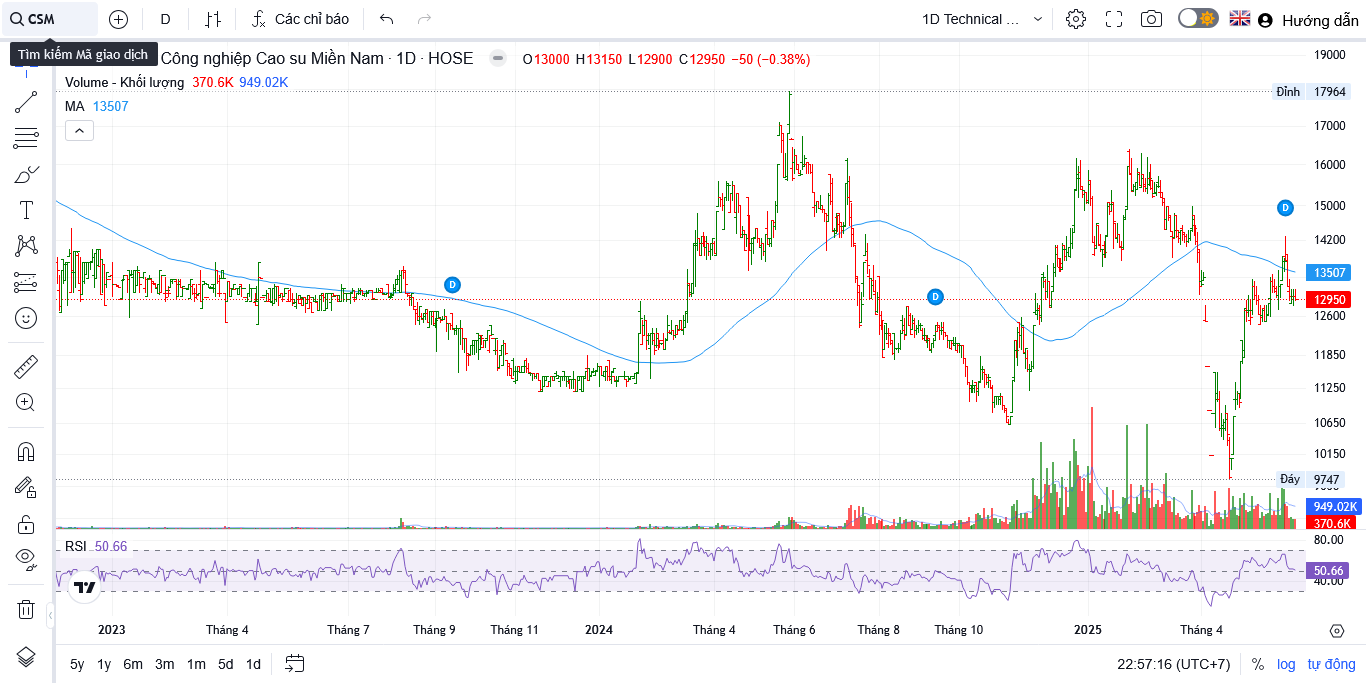 CSM
D
Các chỉ báo
1D Technical ...
Hướng dẫn
Tìm kiếm Mã giao dịch
Công nghiệp Cao su Miền Nam · 1D · HOSE
O13000 H13150 L12900 C12950 −50 (−0.38%)
Volume - Khối lượng 370.6K 949.02K
MA 13507
19000
Đỉnh 17964
17000
16000
15000
D
14200
13507
D
D
12950
12600
11850
11250
10650
10150
Đáy 9747
949.02K
370.6K
RSI 50.66
80.00
50.66
40.00
2023 Tháng 4 Tháng 7 Tháng 9 Tháng 11 2024 Tháng 4 Tháng 6 Tháng 8 Tháng 10 2025 Tháng 4
5y 1y 6m 3m 1m 5d 1d
22:57:16 (UTC+7) % log tự động